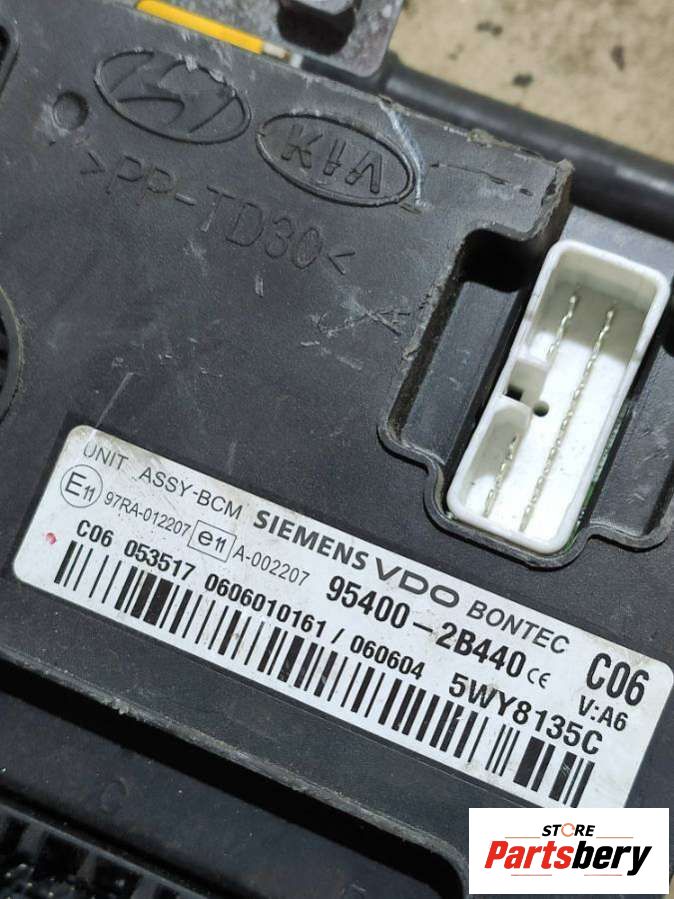 KIA
>PP-TD30<
UNIT ASSY-BCM
E11 97RA-012207 e11 A-002207
SIEMENS VDO BONTEC
95400-2B440 CE
C06
V:A6
C06 053517 0606010161/060604 5WY8135C
STORE
Partsbery